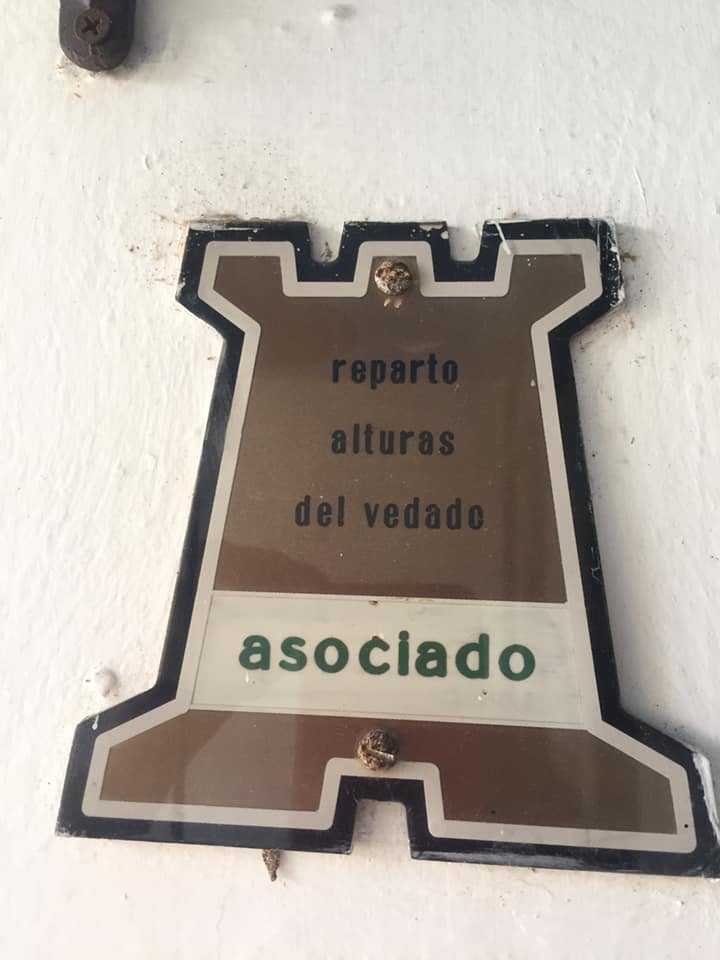 reparto
alturas
del vedado
asociado